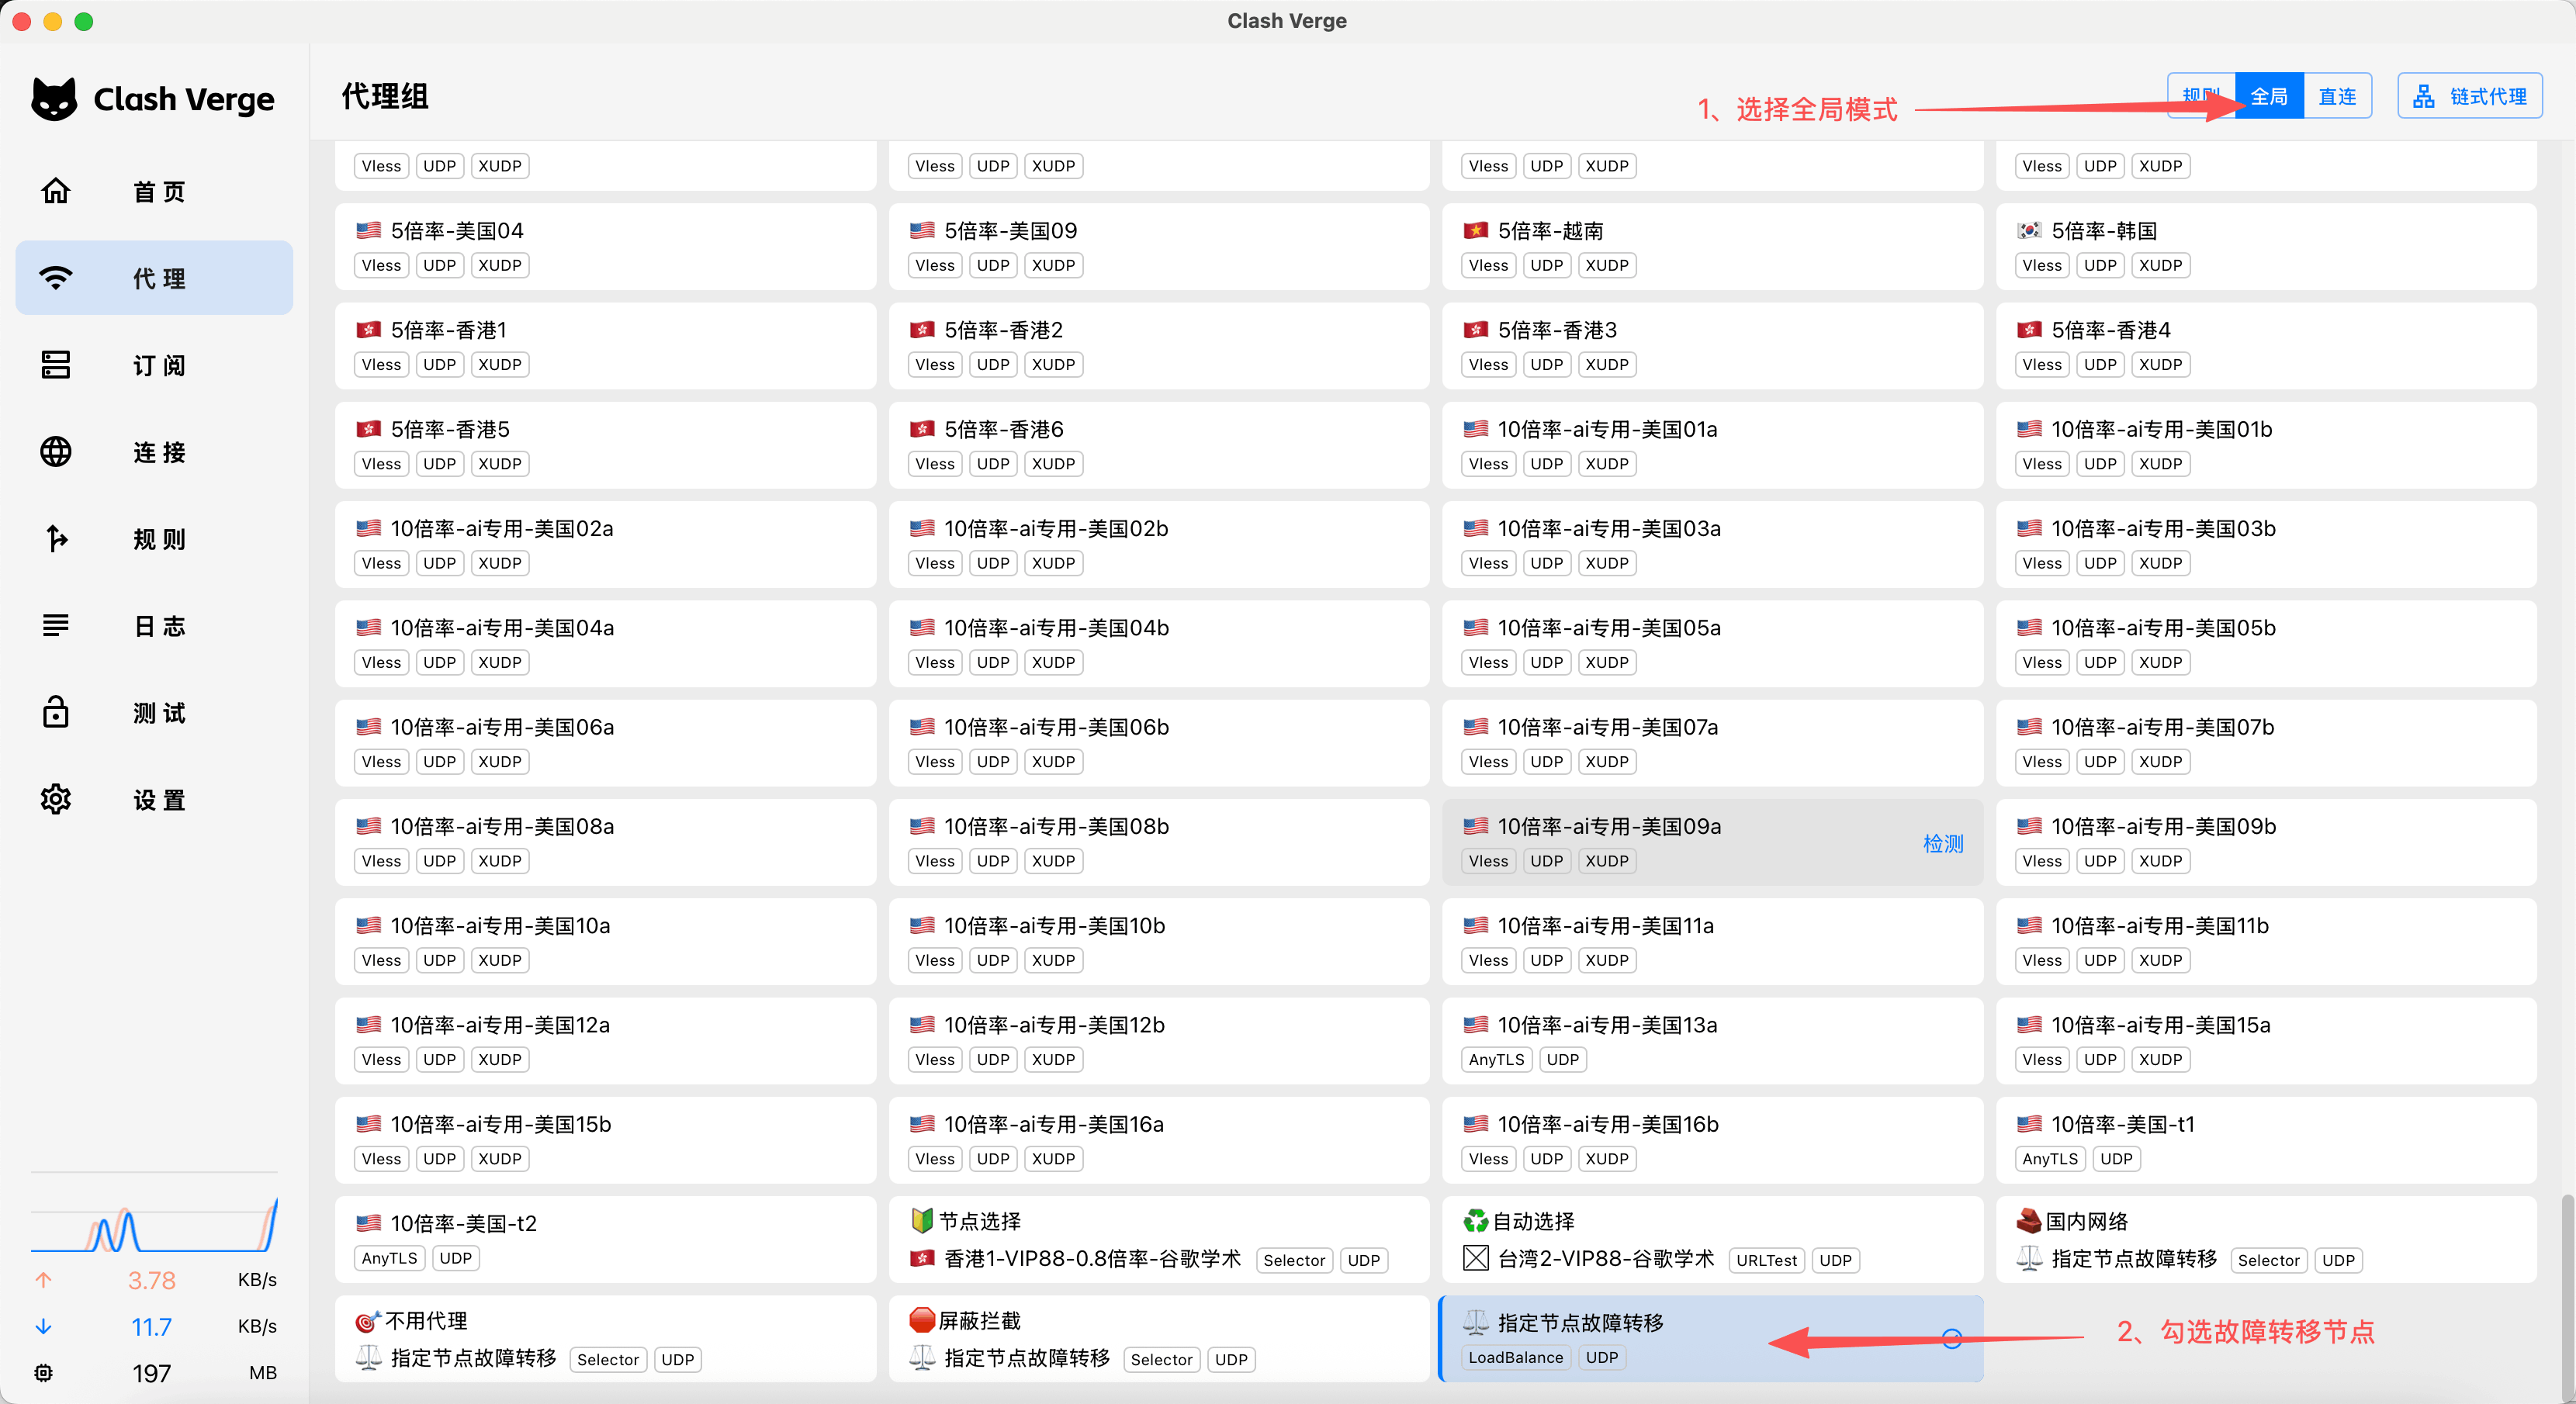 Clash Verge
Clash Verge
首页
代理
订阅
连接
规则
日志
测试
设置
3.78 KB/s
11.7 KB/s
197 MB
代理组
1、选择全局模式
规则 全局 直连 链式代理
Vless UDP XUDP Vless UDP XUDP Vless UDP XUDP Vless UDP XUDP
5倍率-美国04 5倍率-美国09 5倍率-越南 5倍率-韩国
Vless UDP XUDP Vless UDP XUDP Vless UDP XUDP Vless UDP XUDP
5倍率-香港1 5倍率-香港2 5倍率-香港3 5倍率-香港4
Vless UDP XUDP Vless UDP XUDP Vless UDP XUDP Vless UDP XUDP
5倍率-香港5 5倍率-香港6 10倍率-ai专用-美国01a 10倍率-ai专用-美国01b
Vless UDP XUDP Vless UDP XUDP Vless UDP XUDP Vless UDP XUDP
10倍率-ai专用-美国02a 10倍率-ai专用-美国02b 10倍率-ai专用-美国03a 10倍率-ai专用-美国03b
Vless UDP XUDP Vless UDP XUDP Vless UDP XUDP Vless UDP XUDP
10倍率-ai专用-美国04a 10倍率-ai专用-美国04b 10倍率-ai专用-美国05a 10倍率-ai专用-美国05b
Vless UDP XUDP Vless UDP XUDP Vless UDP XUDP Vless UDP XUDP
10倍率-ai专用-美国06a 10倍率-ai专用-美国06b 10倍率-ai专用-美国07a 10倍率-ai专用-美国07b
Vless UDP XUDP Vless UDP XUDP Vless UDP XUDP Vless UDP XUDP
10倍率-ai专用-美国08a 10倍率-ai专用-美国08b 10倍率-ai专用-美国09a 检测 10倍率-ai专用-美国09b
Vless UDP XUDP Vless UDP XUDP Vless UDP XUDP Vless UDP XUDP
10倍率-ai专用-美国10a 10倍率-ai专用-美国10b 10倍率-ai专用-美国11a 10倍率-ai专用-美国11b
Vless UDP XUDP Vless UDP XUDP Vless UDP XUDP Vless UDP XUDP
10倍率-ai专用-美国12a 10倍率-ai专用-美国12b 10倍率-ai专用-美国13a 10倍率-ai专用-美国15a
Vless UDP XUDP Vless UDP XUDP AnyTLS UDP Vless UDP XUDP
10倍率-ai专用-美国15b 10倍率-ai专用-美国16a 10倍率-ai专用-美国16b 10倍率-美国-t1
Vless UDP XUDP Vless UDP XUDP Vless UDP XUDP AnyTLS UDP
10倍率-美国-t2 节点选择 自动选择 国内网络
AnyTLS UDP 香港1-VIP88-0.8倍率-谷歌学术 Selector UDP 台湾2-VIP88-谷歌学术 URLTest UDP 指定节点故障转移 Selector UDP
不用代理 屏蔽拦截 指定节点故障转移 2、勾选故障转移节点
指定节点故障转移 Selector UDP 指定节点故障转移 Selector UDP LoadBalance UDP